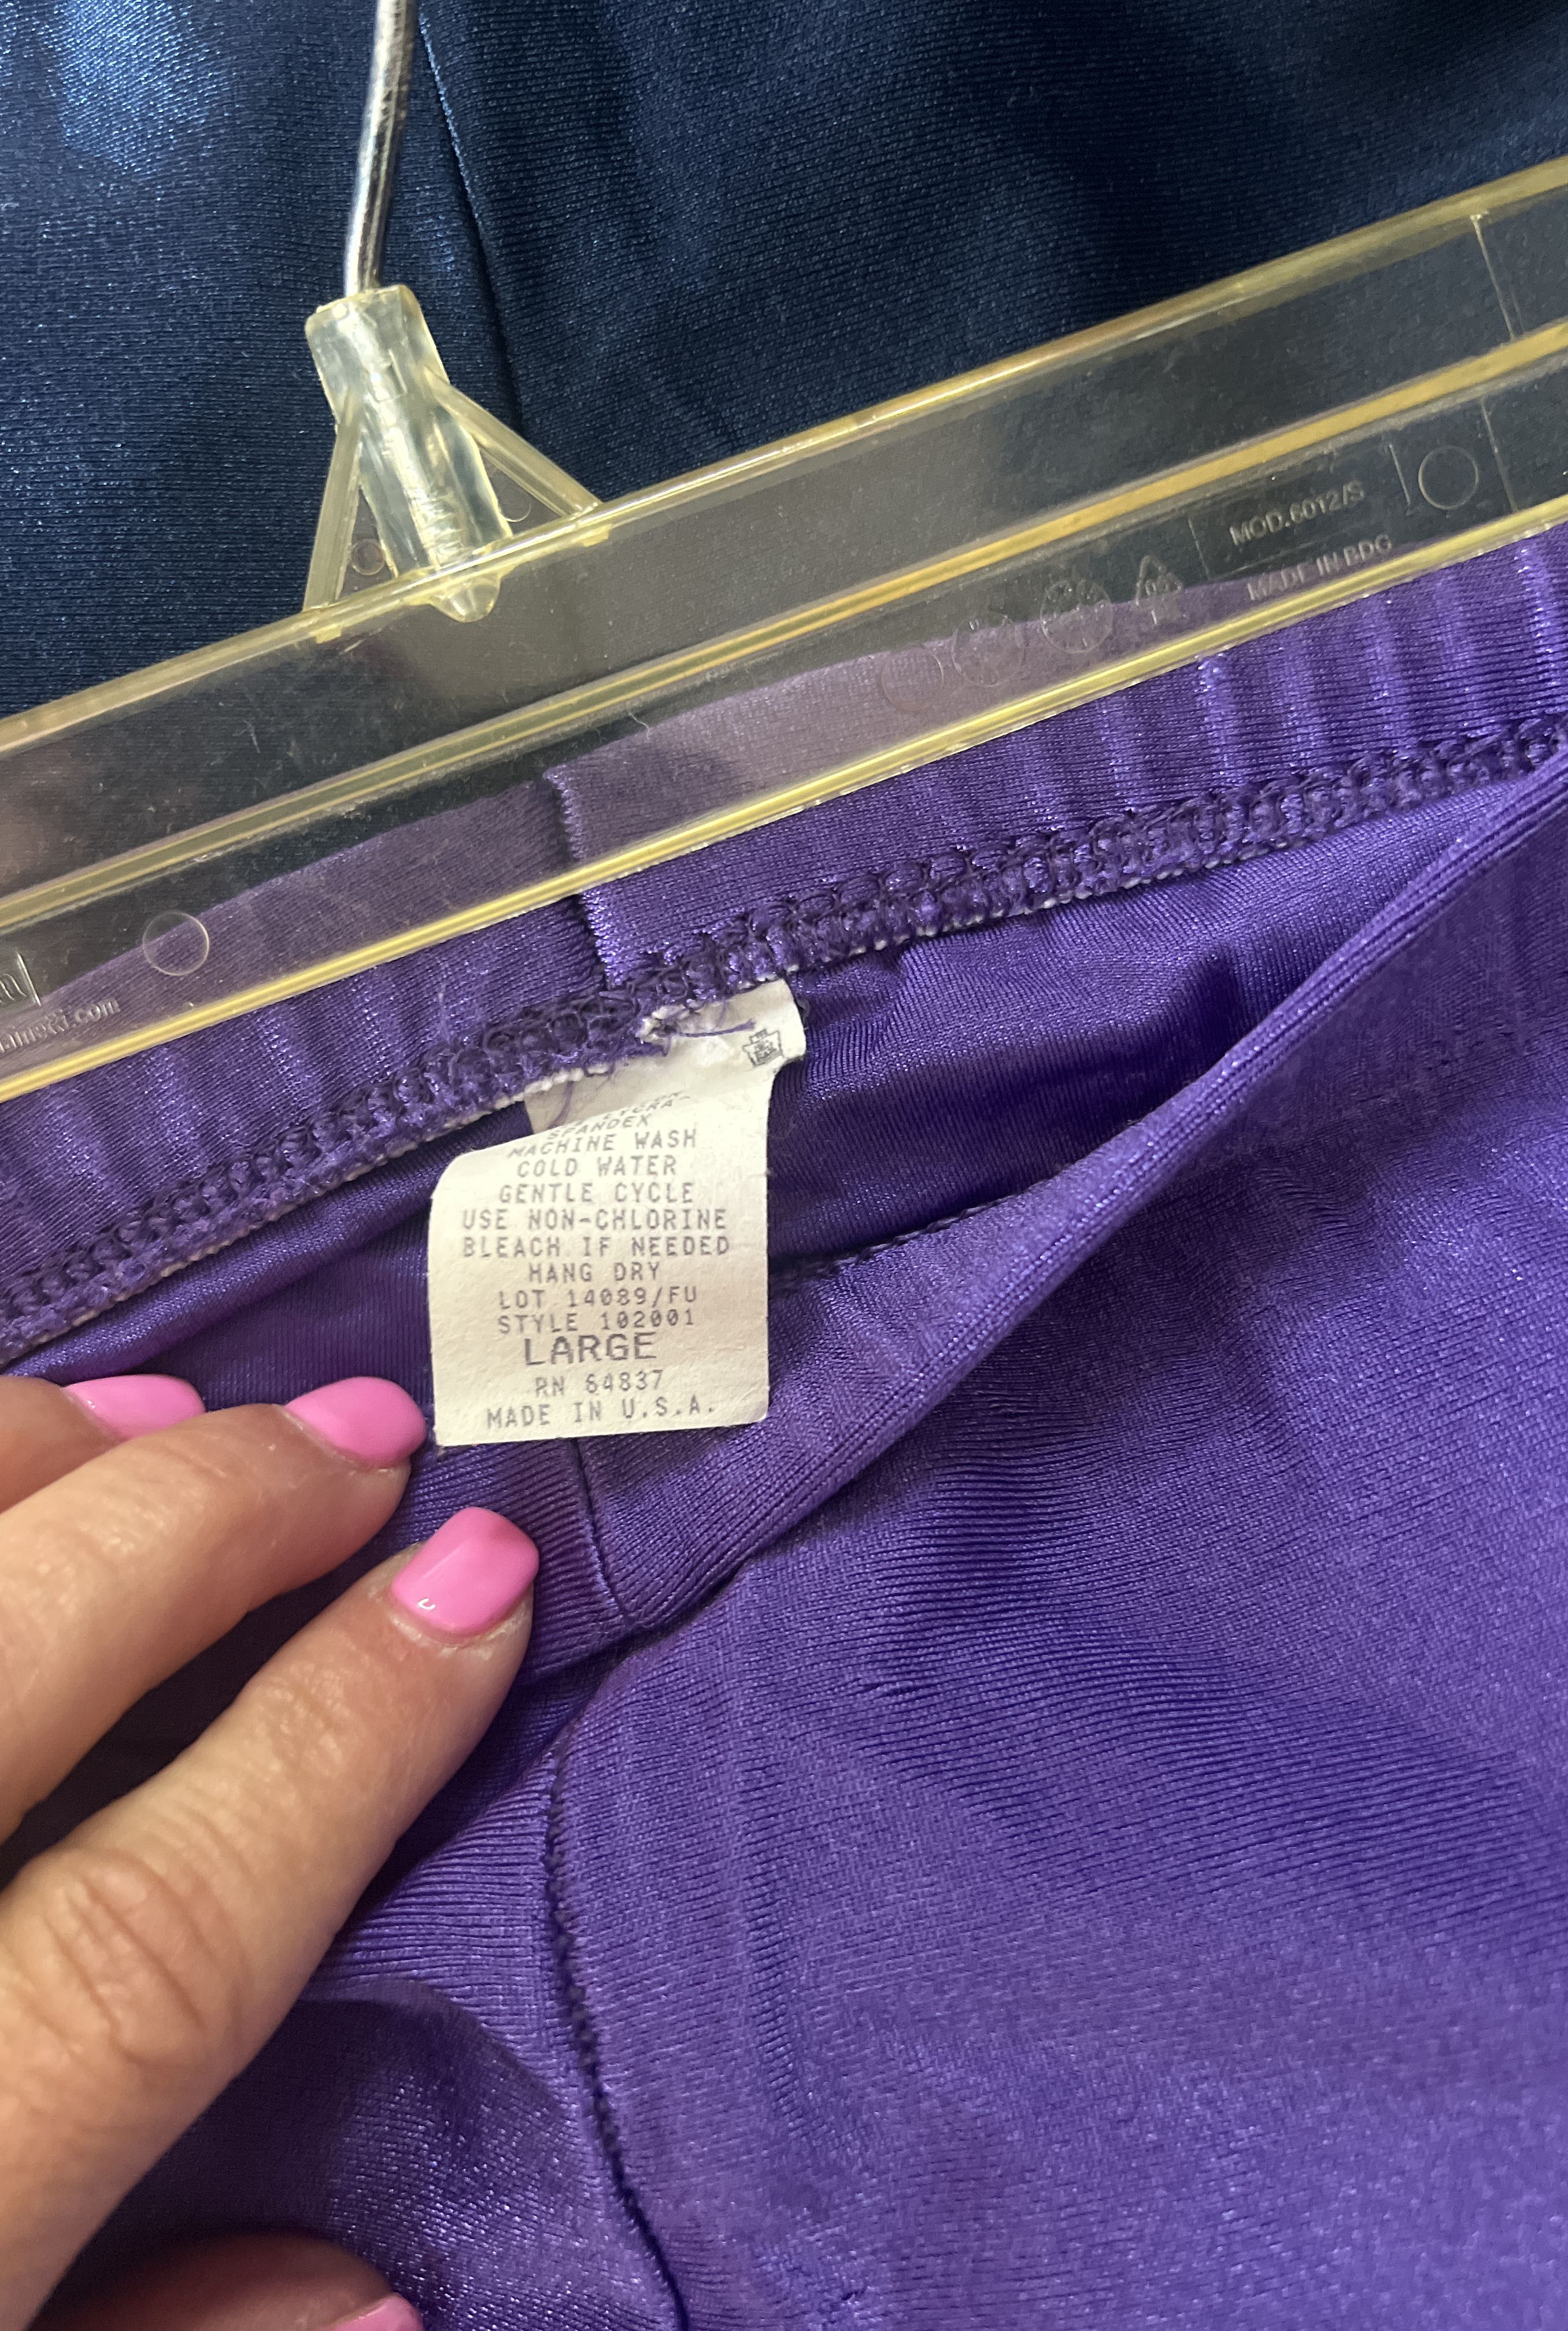 MOD.6012/S
MADE IN BDG
LYCRA
SPANDEX
MACHINE WASH
COLD WATER
GENTLE CYCLE
USE NON-CHLORINE
BLEACH IF NEEDED
HANG DRY
LOT 14089/FU
STYLE 102001
LARGE
RN 64837
MADE IN U.S.A.